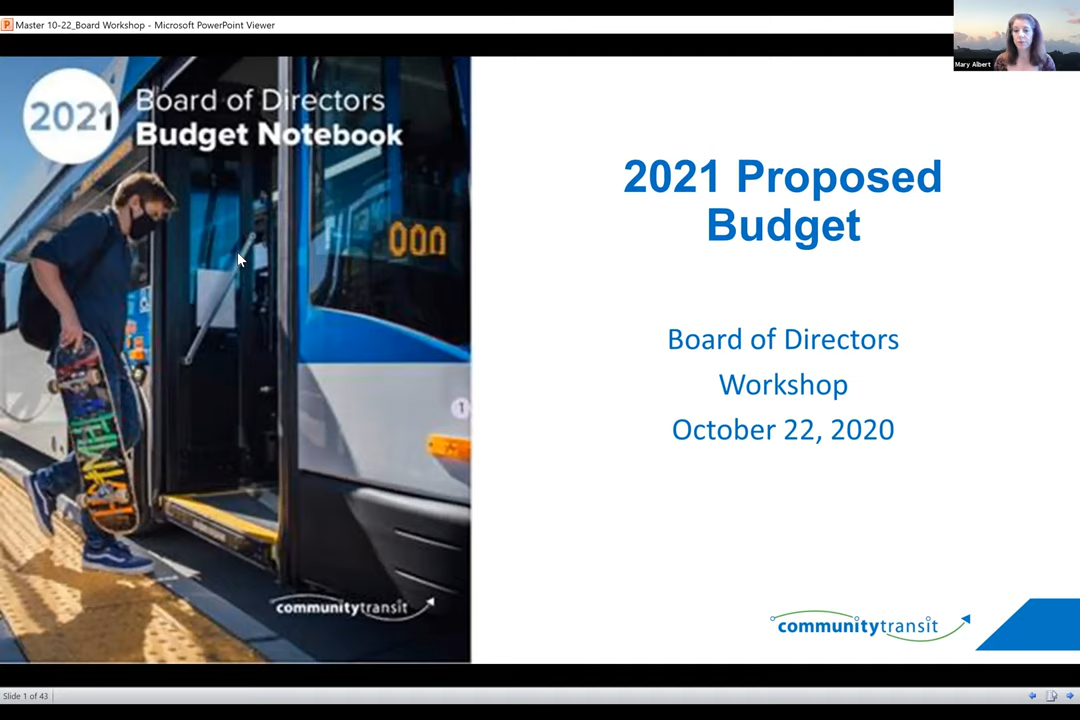 Master 10-22_Board Workshop - Microsoft PowerPoint Viewer
Mary Albert
2021
Board of Directors
Budget Notebook
000
1
communitytransit
2021 Proposed
Budget
Board of Directors
Workshop
October 22, 2020
communitytransit
Slide 1 of 43